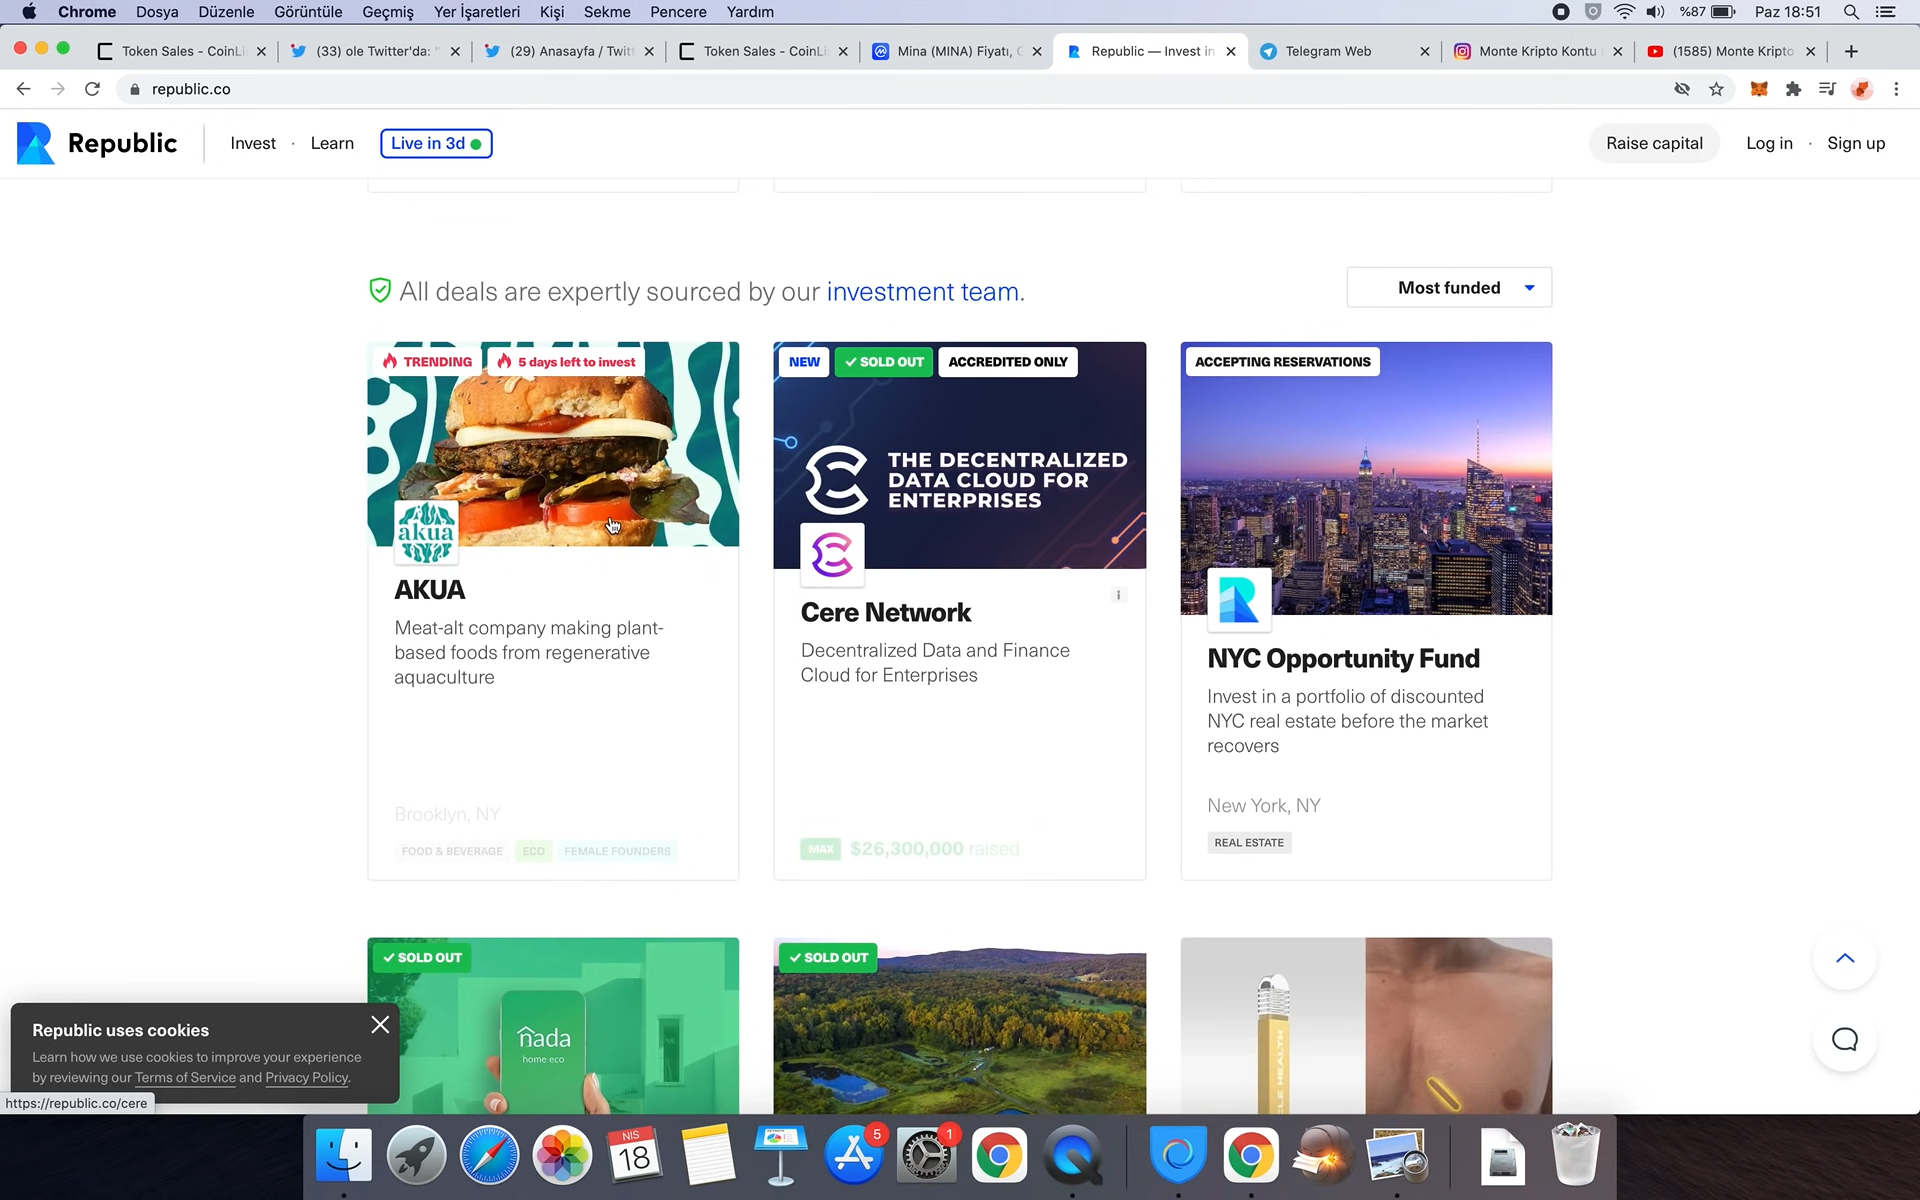 Chrome Dosya Düzenle Görüntüle Geçmiş Yer İşaretleri Kişi Sekme Pencere Yardım %87 Paz 18:51
Token Sales - CoinLi (33) ole Twitter'da: " (29) Anasayfa / Twitt Token Sales - CoinLi Mina (MINA) Fiyatı, Republic — Invest in Telegram Web Monte Kripto Kontu (1585) Monte Kripto
republic.co
Republic Invest · Learn Live in 3d Raise capital Log in · Sign up
All deals are expertly sourced by our investment team.
Most funded
TRENDING 5 days left to invest
akua
AKUA
Meat-alt company making plant-
based foods from regenerative
aquaculture
Brooklyn, NY
FOOD & BEVERAGE ECO FEMALE FOUNDERS
NEW SOLD OUT ACCREDITED ONLY
THE DECENTRALIZED
DATA CLOUD FOR
ENTERPRISES
Cere Network
Decentralized Data and Finance
Cloud for Enterprises
MAX $26,300,000 raised
ACCEPTING RESERVATIONS
NYC Opportunity Fund
Invest in a portfolio of discounted
NYC real estate before the market
recovers
New York, NY
REAL ESTATE
SOLD OUT
nada
home eco
SOLD OUT
CLE HEALTH
Republic uses cookies
Learn how we use cookies to improve your experience
by reviewing our Terms of Service and Privacy Policy.
https://republic.co/cere
NIS
18
5
1